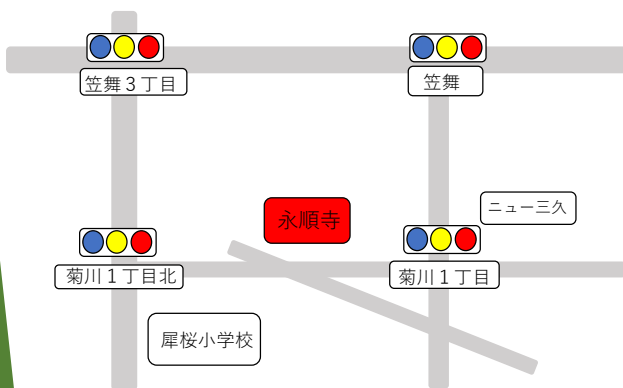 笠舞３丁目
笠舞
ニュー三久
永順寺
菊川１丁目北
菊川１丁目
犀桜小学校